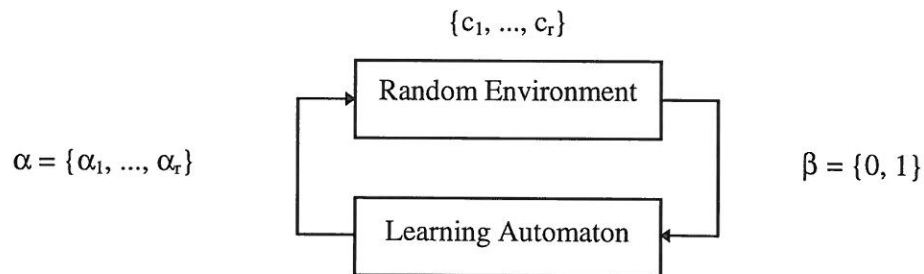 {c₁, ..., cᵣ}
Random Environment
α = {α₁, ..., αᵣ}
β = {0, 1}
Learning Automaton